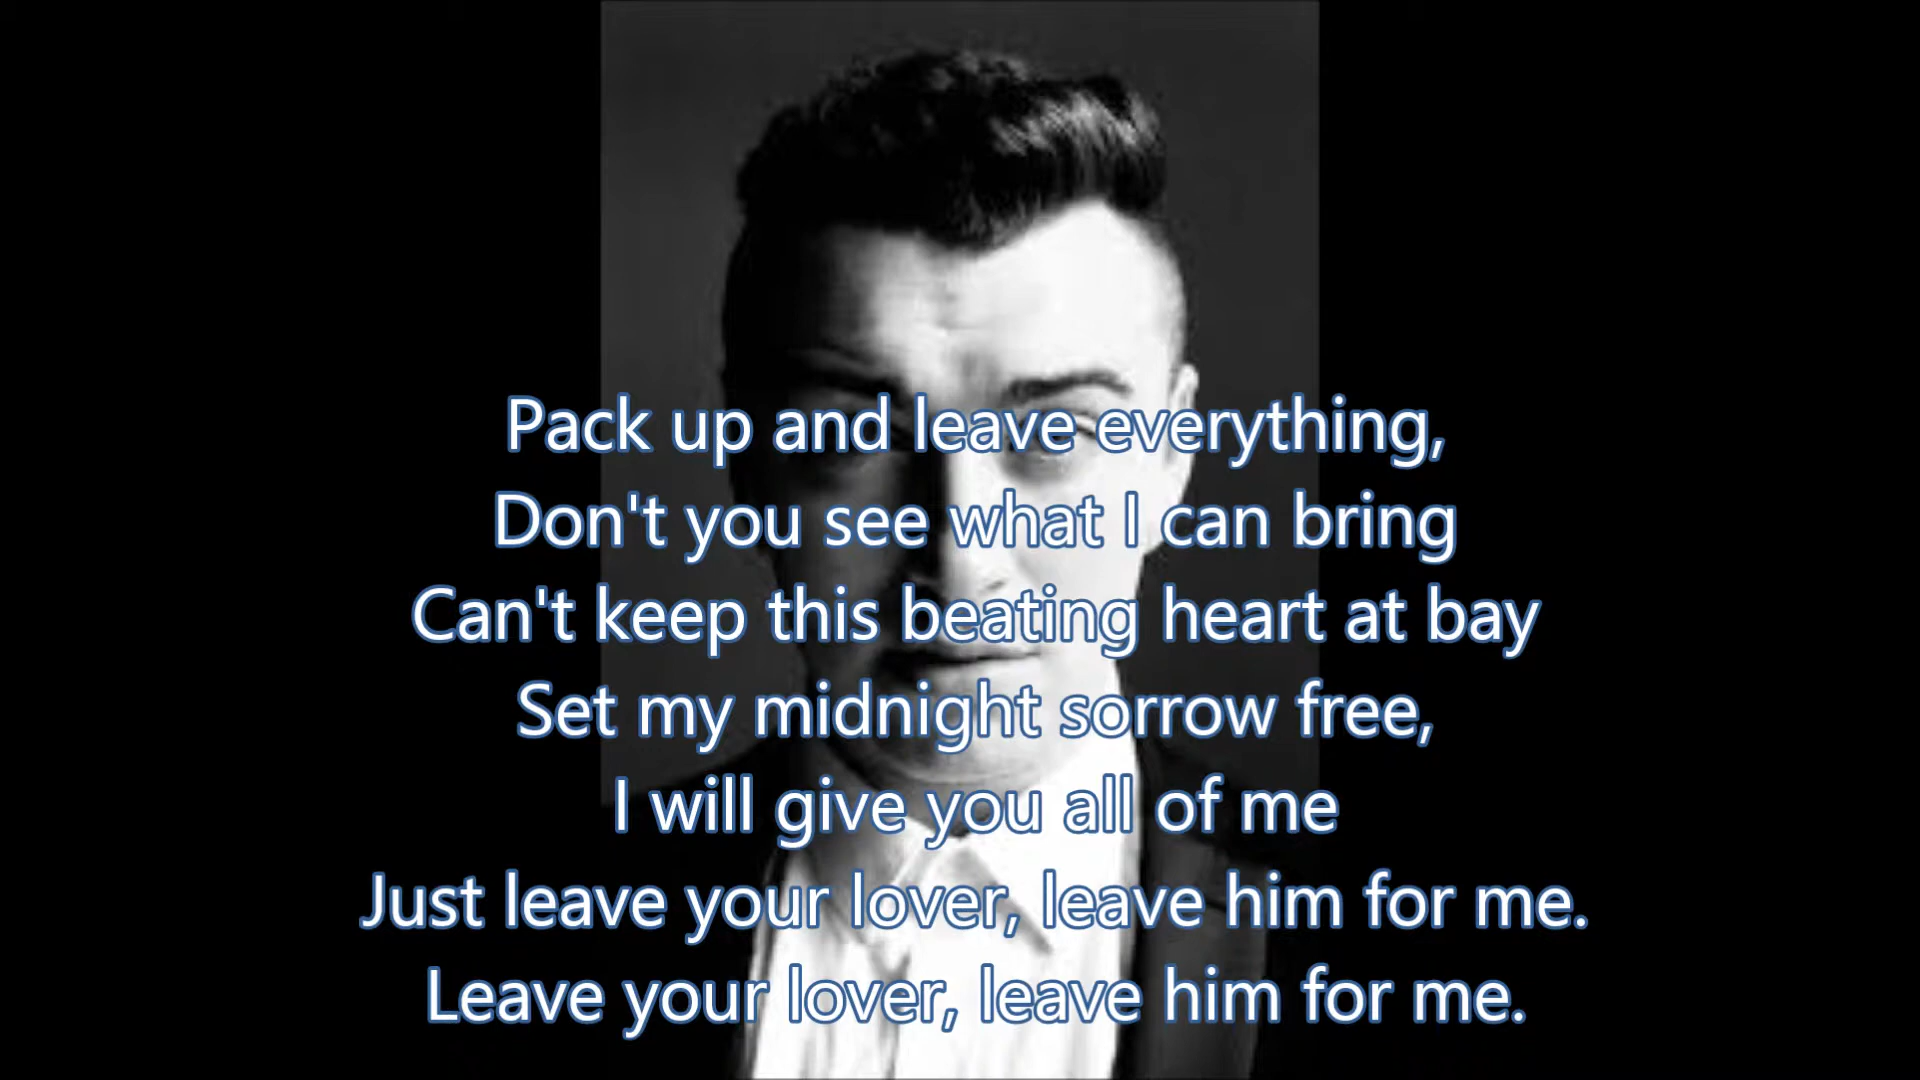 Pack up and leave everything,
Don't you see what I can bring
Can't keep this beating heart at bay
Set my midnight sorrow free,
I will give you all of me
Just leave your lover, leave him for me.
Leave your lover, leave him for me.